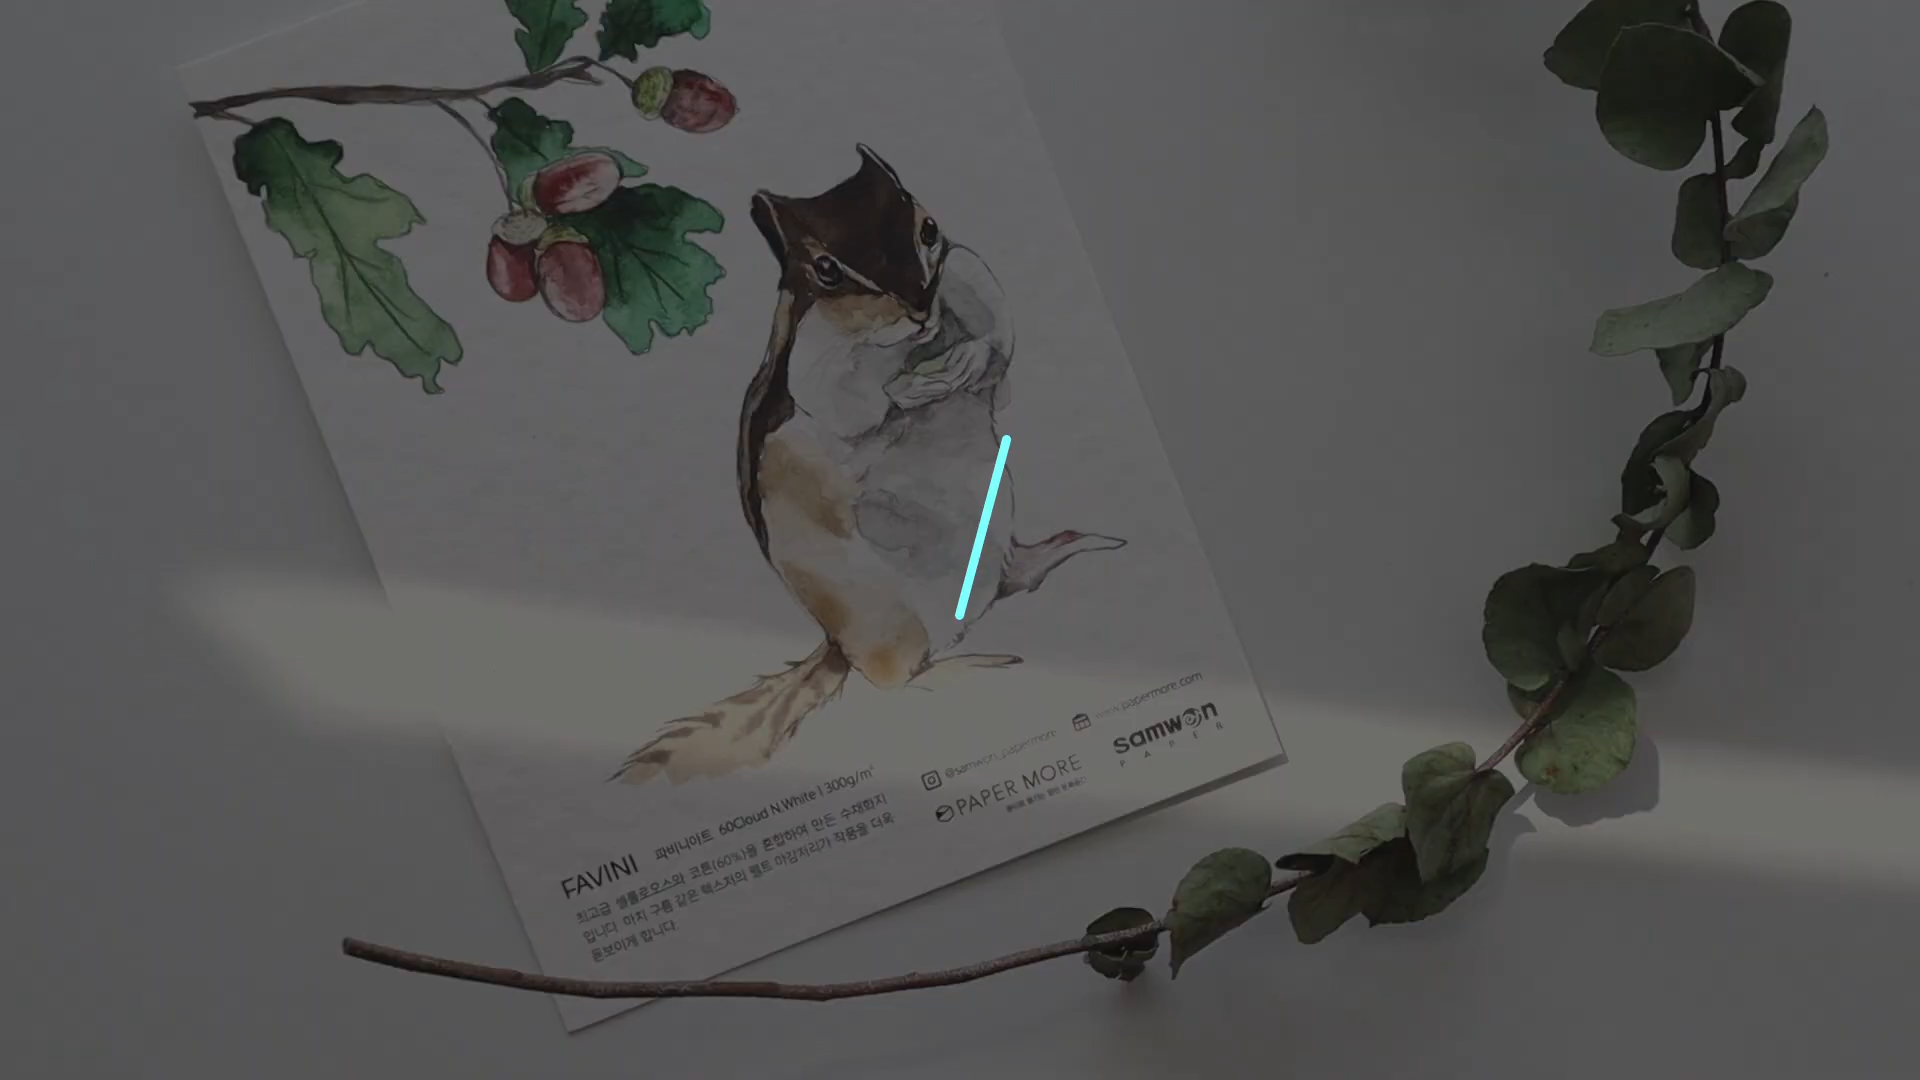 www.papermore.com
@samwon_papermore
samwon
PAPER
PAPER MORE
파비니아트 60Cloud N.White | 300g/m²
FAVINI
최고급 셀룰로오스와 코튼(60%)을 혼합하여 만든 수채화지
입니다. 마치 구름 같은 텍스처의 펠트 마감처리가 작품을 더욱
돋보이게 합니다.